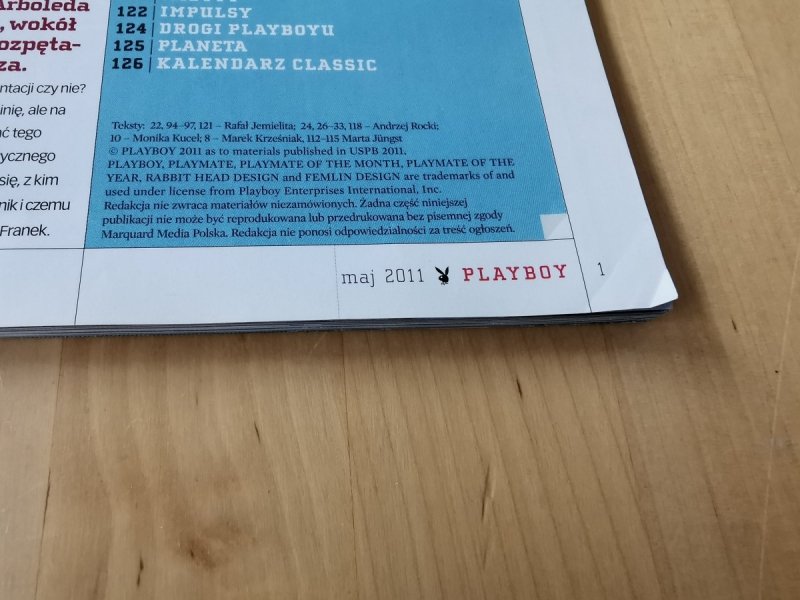 Arboleda
, wokół
ozpęta-
za.
ntacji czy nie?
inię, ale na
ać tego
ycznego
się, z kim
nik i czemu
Franek.
122 | IMPULSY
124 | DROGI PLAYBOYU
125 | PLANETA
126 | KALENDARZ CLASSIC
Teksty: 22, 94–97, 121 – Rafał Jemielita; 24, 26–33, 118 – Andrzej Rocki;
10 – Monika Kucel; 8 – Marek Krześniak, 112–115 Marta Jüngst
© PLAYBOY 2011 as to materials published in USPB 2011.
PLAYBOY, PLAYMATE, PLAYMATE OF THE MONTH, PLAYMATE OF THE
YEAR, RABBIT HEAD DESIGN and FEMLIN DESIGN are trademarks of and
used under license from Playboy Enterprises International, Inc.
Redakcja nie zwraca materiałów niezamówionych. Żadna część niniejszej
publikacji nie może być reprodukowana lub przedrukowana bez pisemnej zgody
Marquard Media Polska. Redakcja nie ponosi odpowiedzialności za treść ogłoszeń.
maj 2011 PLAYBOY 1